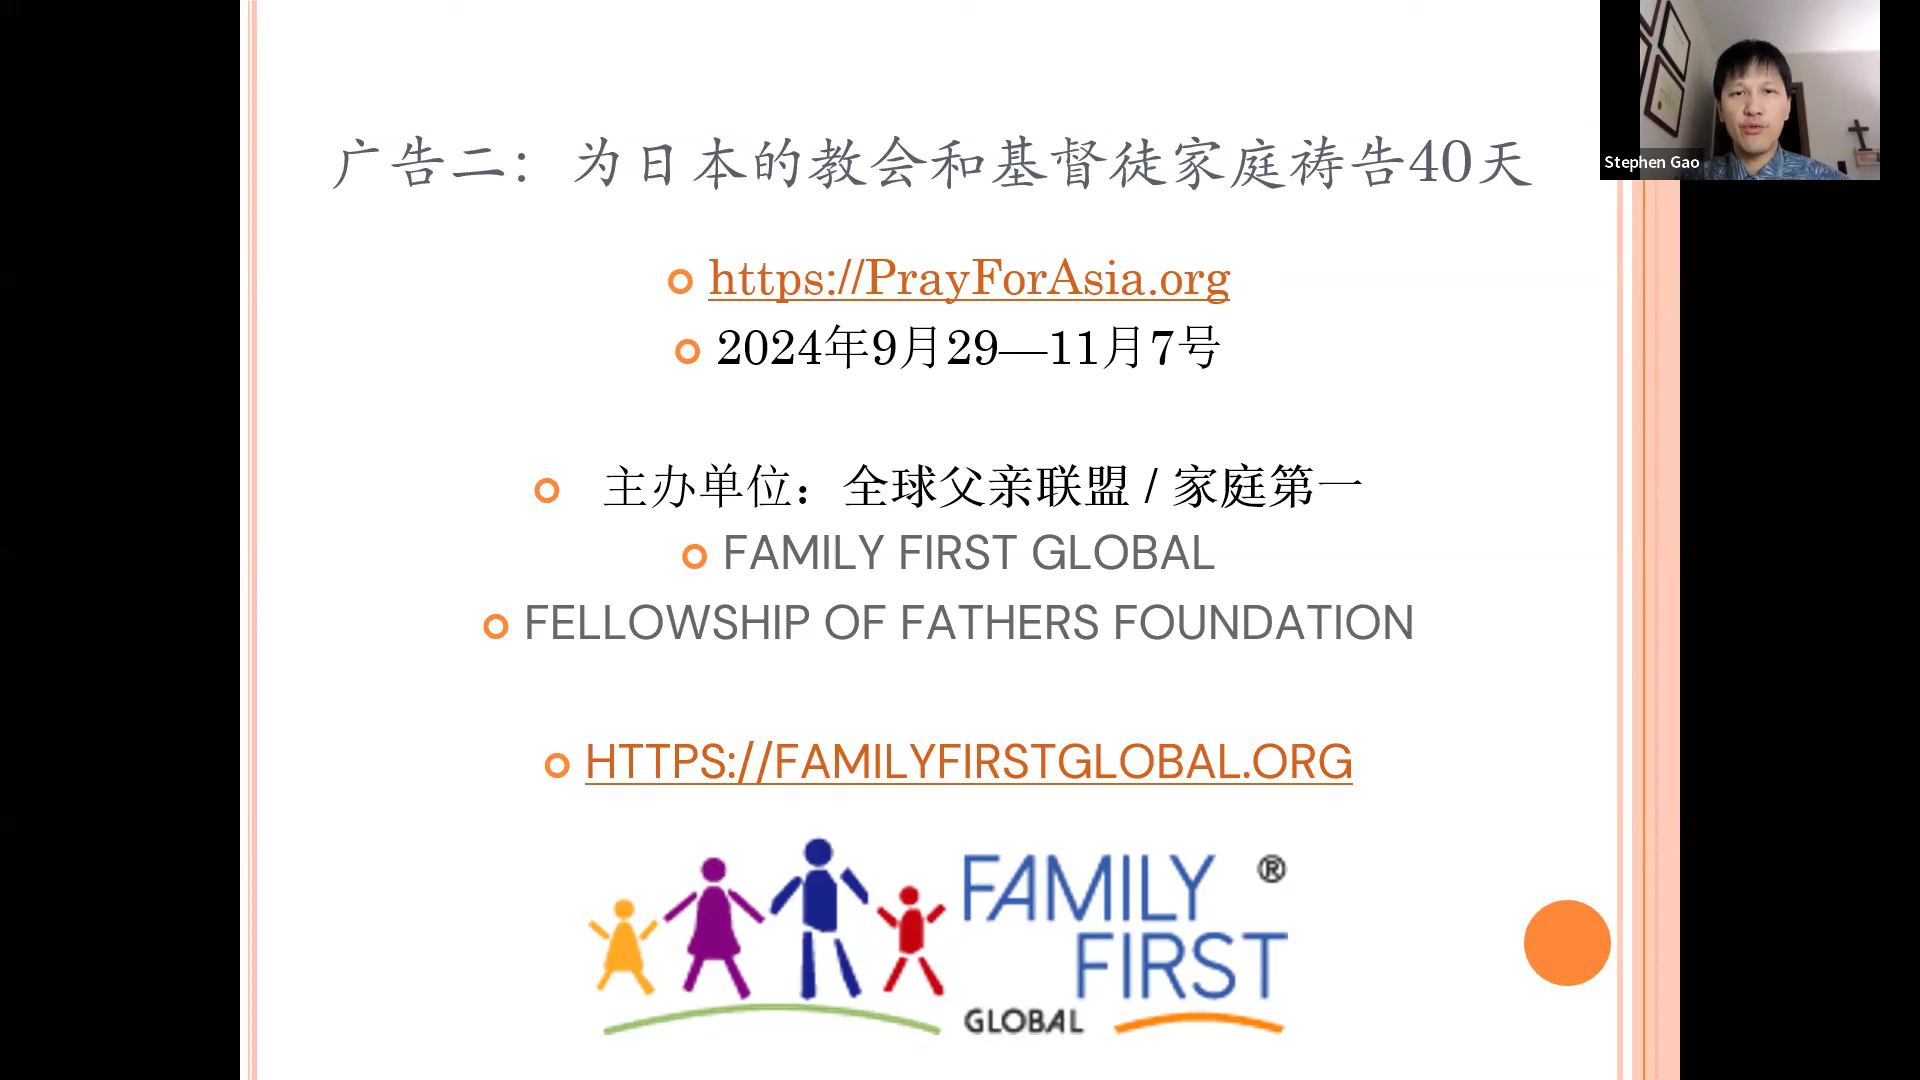 广告二：为日本的教会和基督徒家庭祷告40天
https://PrayForAsia.org
2024年9月29—11月7号
主办单位：全球父亲联盟 / 家庭第一
FAMILY FIRST GLOBAL
FELLOWSHIP OF FATHERS FOUNDATION
HTTPS://FAMILYFIRSTGLOBAL.ORG
FAMILY ®
FIRST
GLOBAL
Stephen Gao